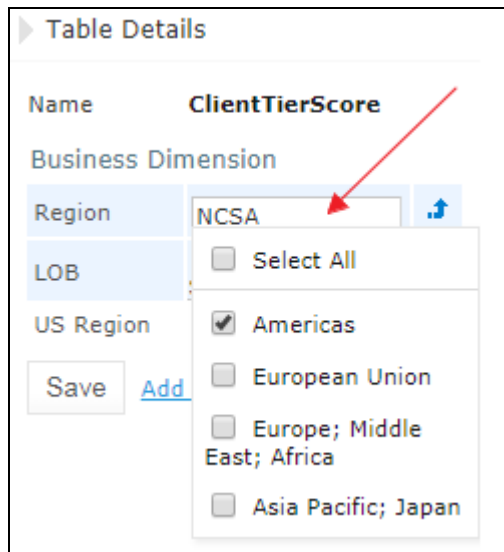 Table Details
Name ClientTierScore
Business Dimension
Region NCSA
LOB
Select All
US Region
Americas
European Union
Save Add
Europe; Middle
East; Africa
Asia Pacific; Japan